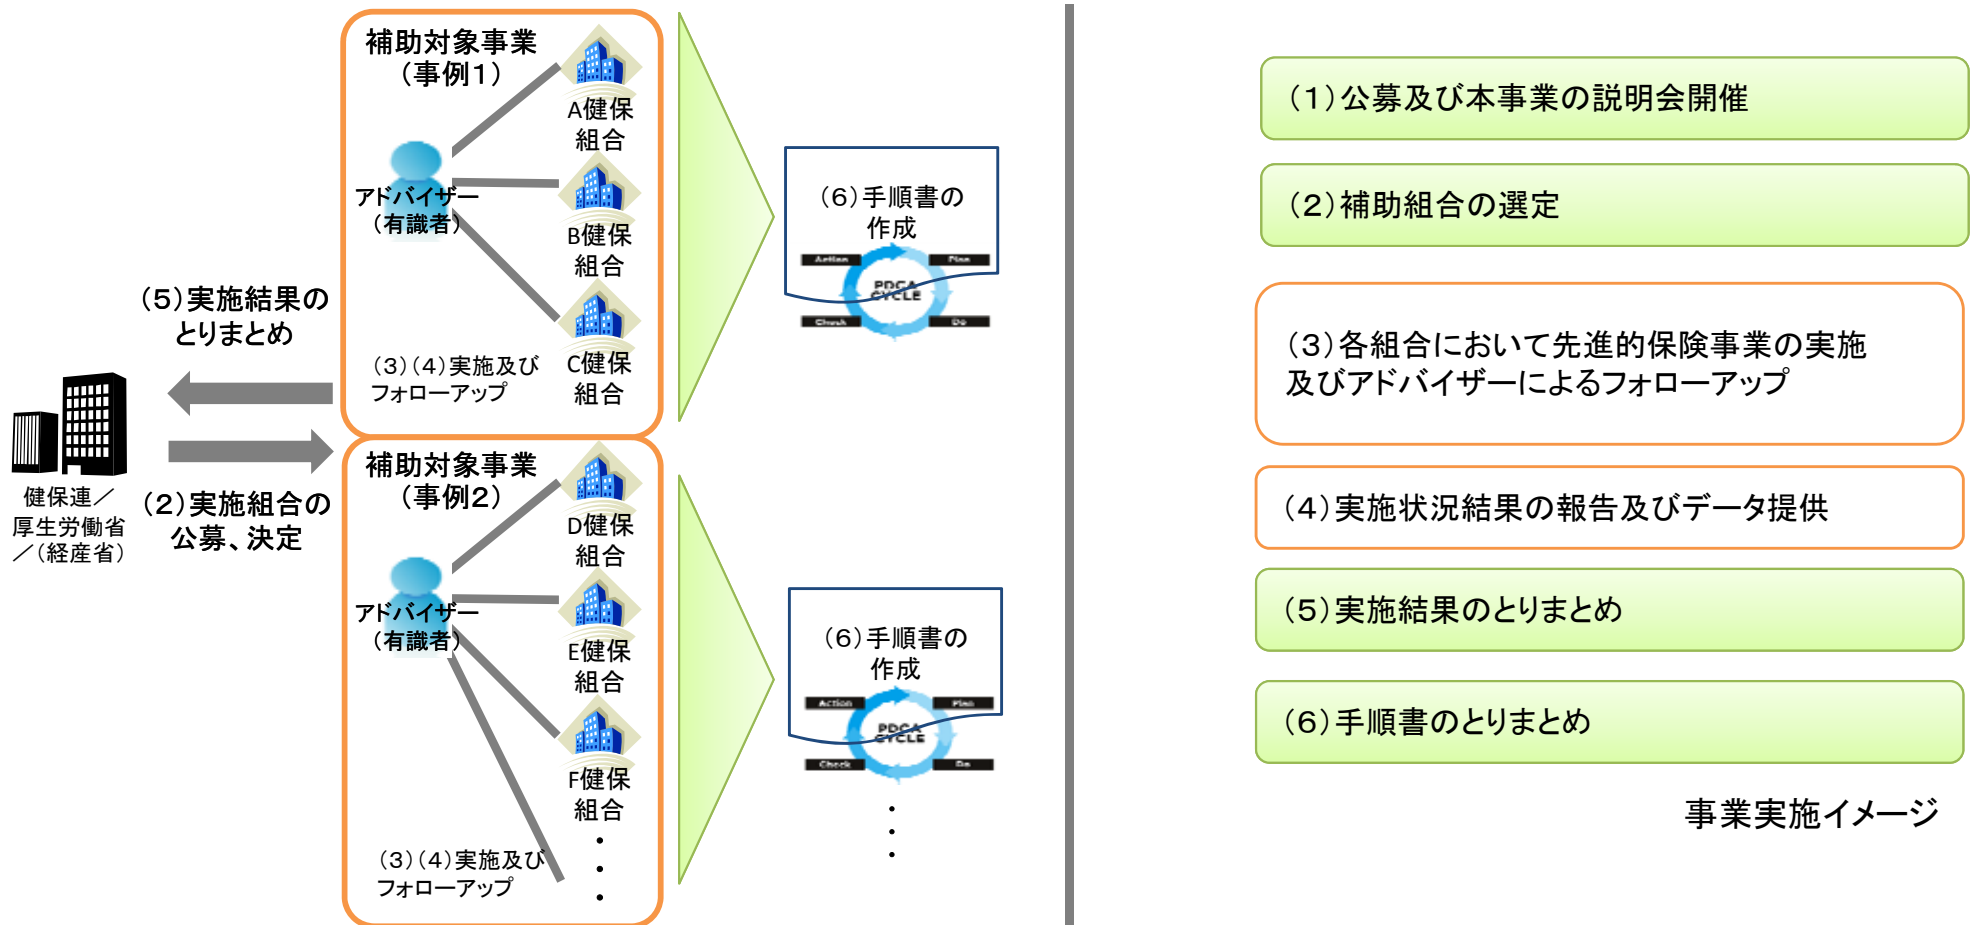 補助対象事業
（事例１）
A健保
組合
アドバイザー
（有識者）
B健保
組合
C健保
組合
（３）（４）実施及び
フォローアップ
（６）手順書の
作成
Action
Plan
PDCA
CYCLE
Check
Do
（５）実施結果の
とりまとめ
健保連／
厚生労働省
／（経産省）
（２）実施組合の
公募、決定
補助対象事業
（事例２）
D健保
組合
アドバイザー
（有識者）
E健保
組合
F健保
組合
・
・
・
（３）（４）実施及び
フォローアップ
（６）手順書の
作成
Action
Plan
PDCA
CYCLE
Check
Do
・
・
・
（１）公募及び本事業の説明会開催
（２）補助組合の選定
（３）各組合において先進的保険事業の実施
及びアドバイザーによるフォローアップ
（４）実施状況結果の報告及びデータ提供
（５）実施結果のとりまとめ
（６）手順書のとりまとめ
事業実施イメージ